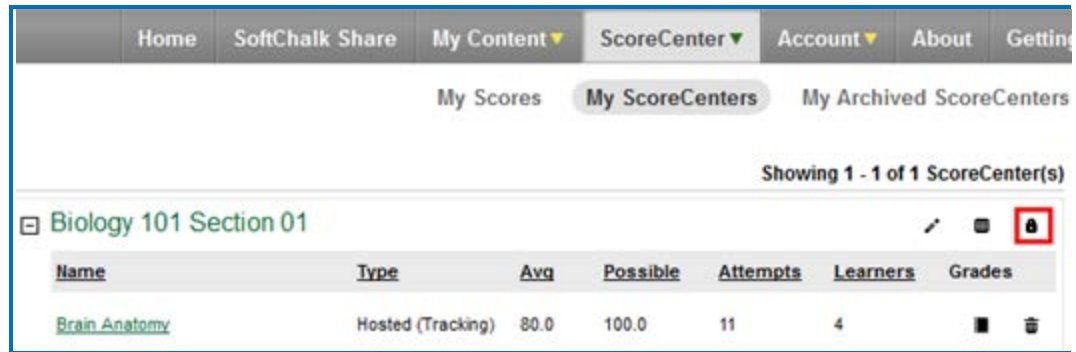 Home SoftChalk Share My Content ScoreCenter Account About Getting
My Scores My ScoreCenters My Archived ScoreCenters
Showing 1 - 1 of 1 ScoreCenter(s)
Biology 101 Section 01
Name Type Avg Possible Attempts Learners Grades
Brain Anatomy Hosted (Tracking) 80.0 100.0 11 4